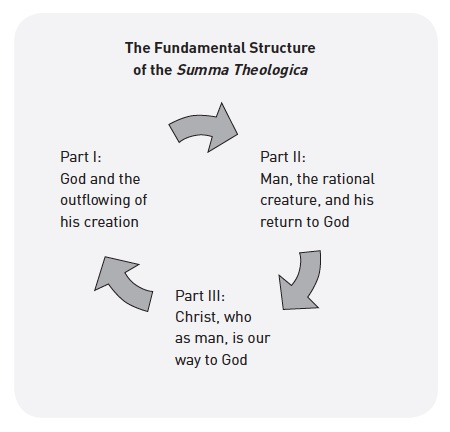 The Fundamental Structure
of the Summa Theologica
Part I:
God and the
outflowing of
his creation
Part II:
Man, the rational
creature, and his
return to God
Part III:
Christ, who
as man, is our
way to God